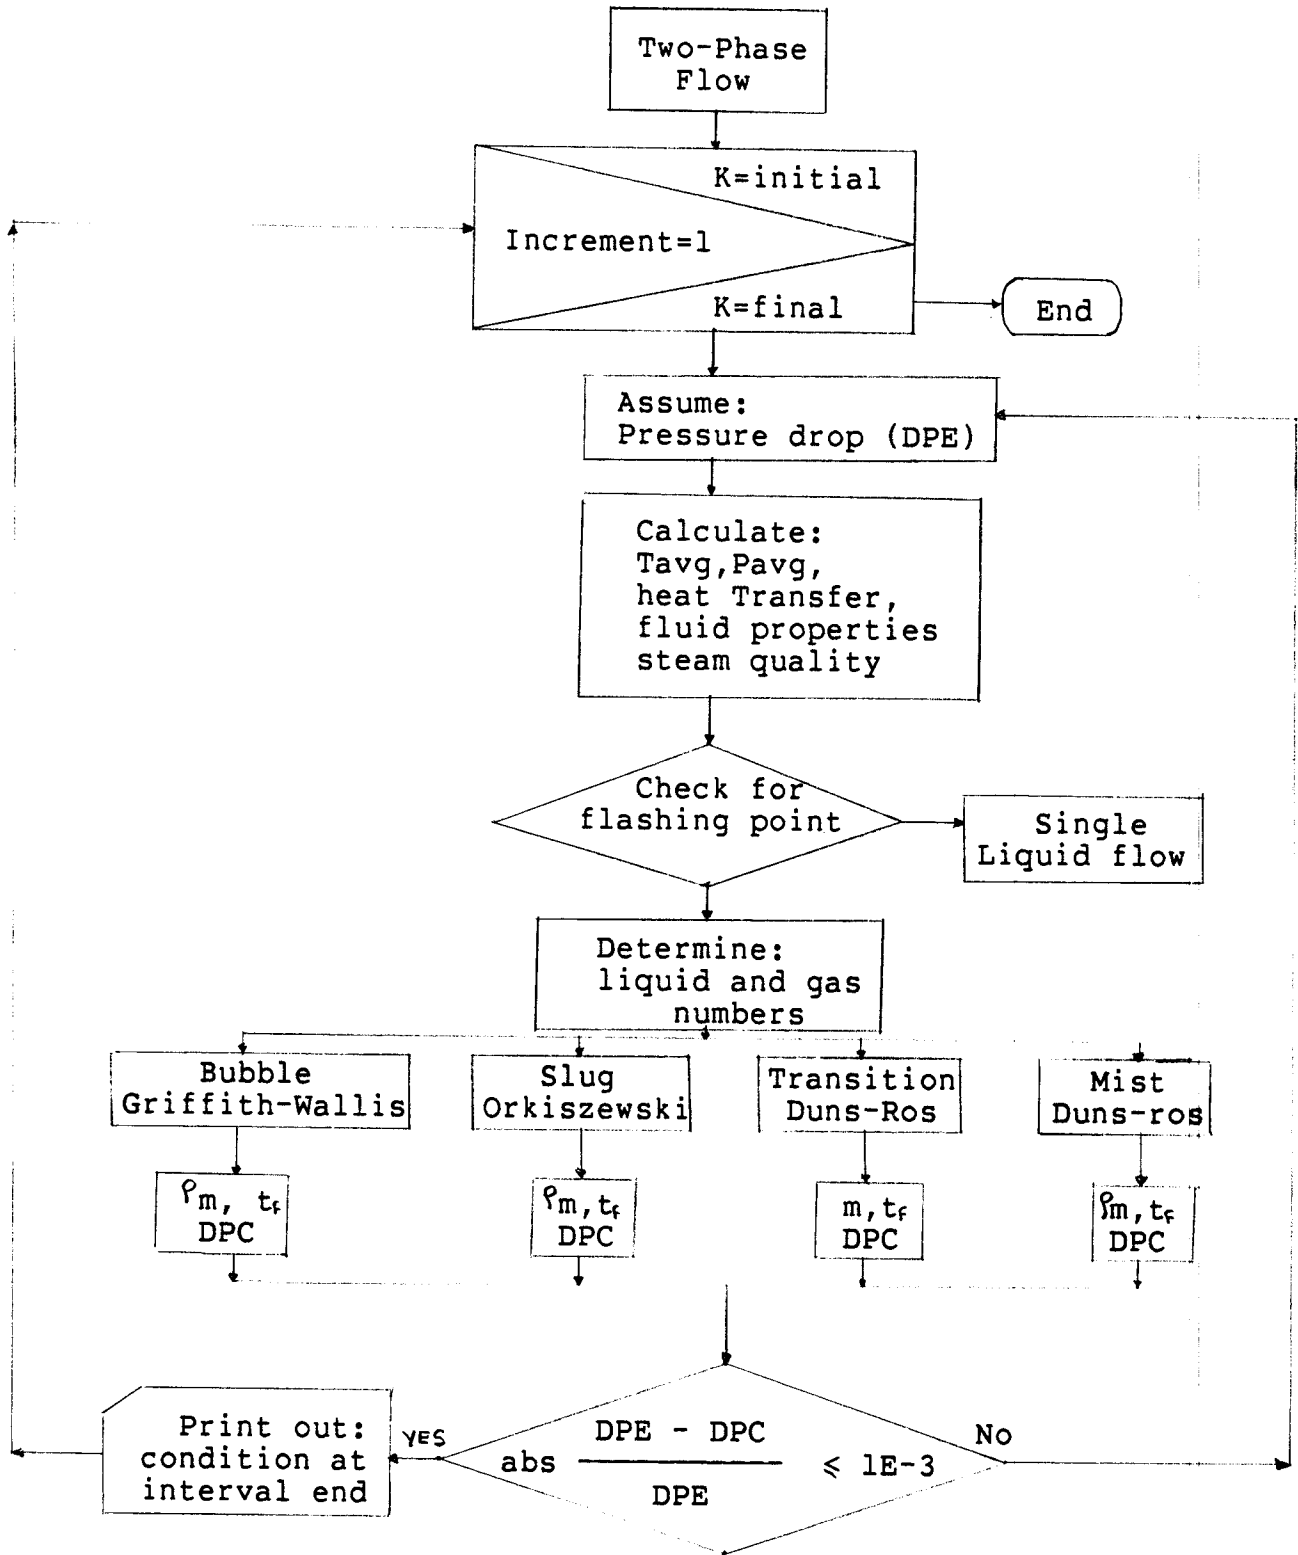 Two-Phase
Flow
K=initial
Increment=1
K=final
End
Assume:
Pressure drop (DPE)
Calculate:
Tavg,Pavg,
heat Transfer,
fluid properties
steam quality
Check for
flashing point
Single
Liquid flow
Determine:
liquid and gas
numbers
Bubble
Griffith-Wallis
Slug
Orkiszewski
Transition
Duns-Ros
Mist
Duns-ros
ρm, tf
DPC
ρm,tf
DPC
m,tf
DPC
ρm,tf
DPC
Print out:
condition at
interval end
YES
abs DPE - DPC / DPE ≤ 1E-3
No